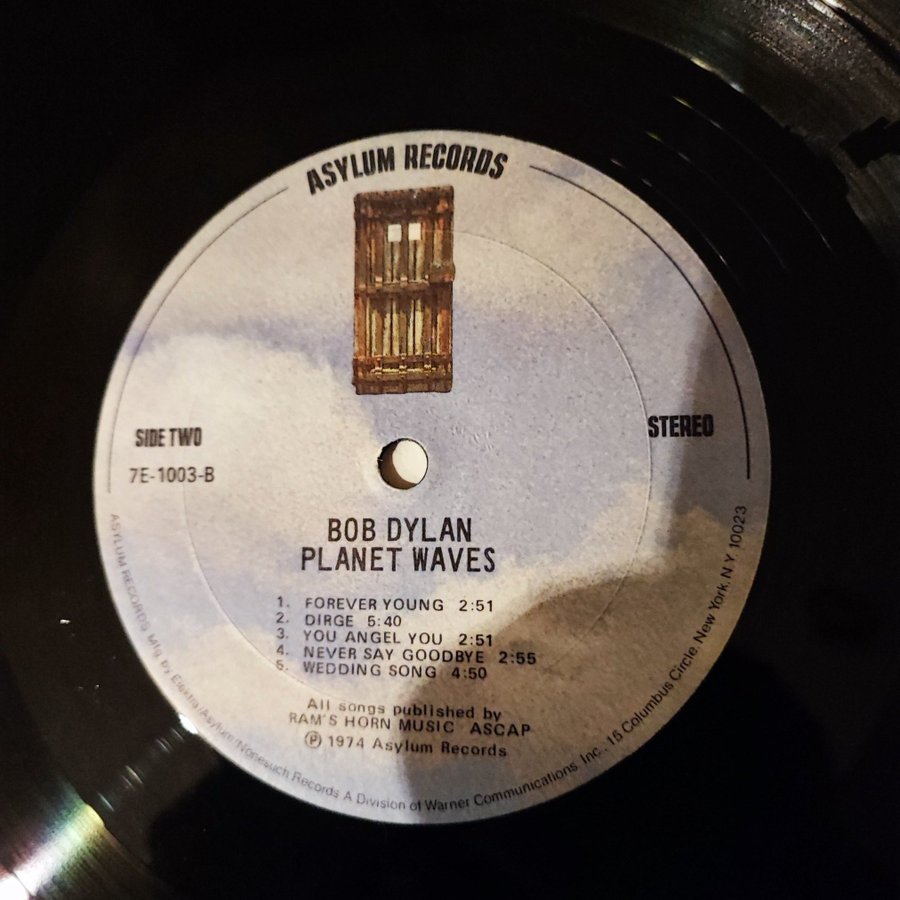 ASYLUM RECORDS
SIDE TWO
7E-1003-B
STEREO
BOB DYLAN
PLANET WAVES
1. FOREVER YOUNG 2:51
2. DIRGE 5:40
3. YOU ANGEL YOU 2:51
4. NEVER SAY GOODBYE 2:55
5. WEDDING SONG 4:50
All songs published by
RAM'S HORN MUSIC ASCAP
Ⓟ 1974 Asylum Records
ASYLUM RECORDS Mfg. by Elektra/Asylum/Nonesuch Records A Division of Warner Communications Inc. · 15 Columbus Circle, New York, N.Y. 10023